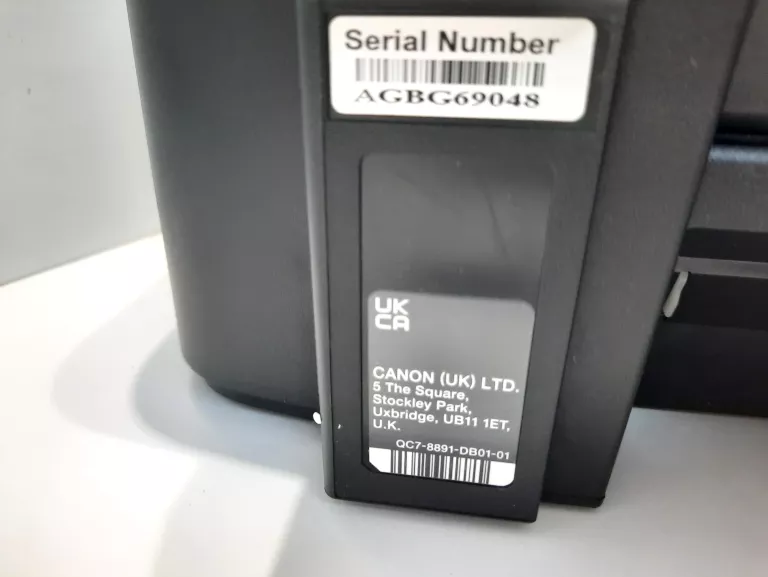 Serial Number
AGBG69048
UK
CA
CANON (UK) LTD.
5 The Square,
Stockley Park,
Uxbridge, UB11 1ET,
U.K.
QC7-8891-DB01-01